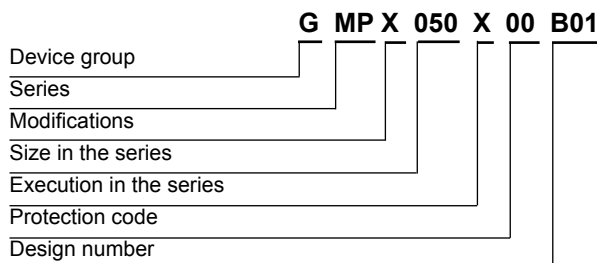 G MP X 050 X 00 B01
Device group
Series
Modifications
Size in the series
Execution in the series
Protection code
Design number